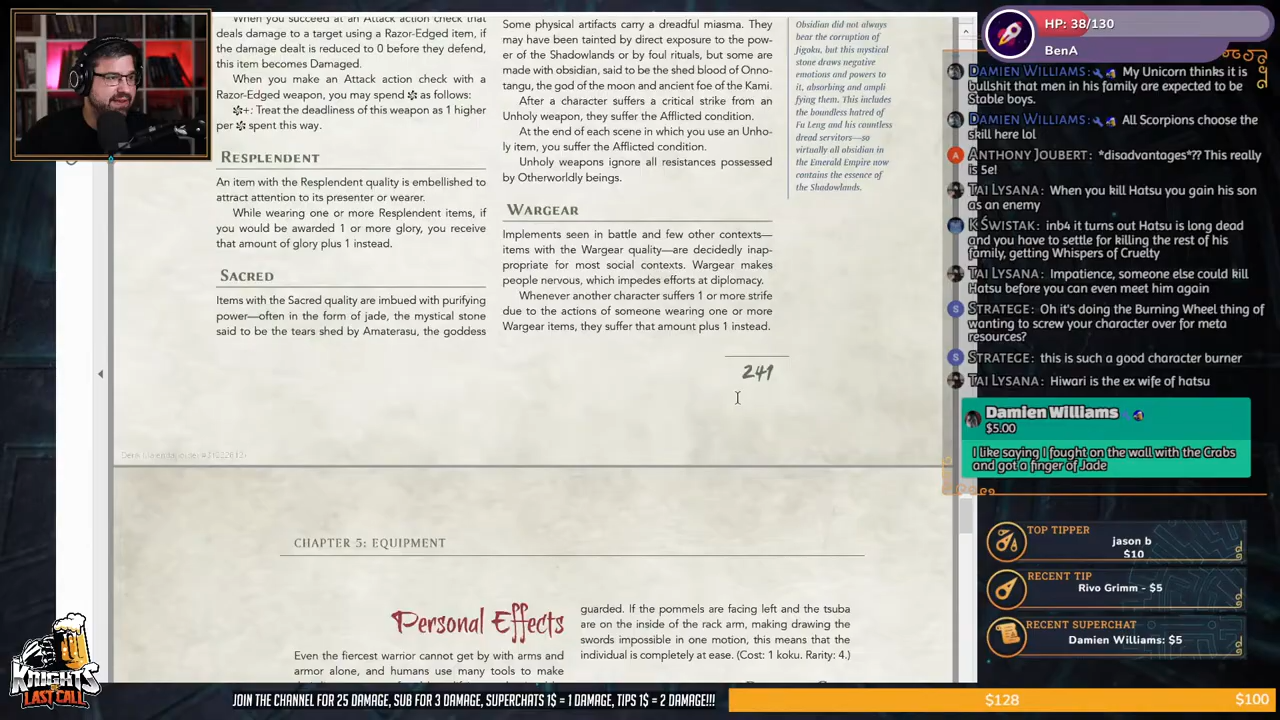 When you succeed at an Attack action check that
deals damage to a target using a Razor-Edged item, if
the damage dealt is reduced to 0 before they defend,
this item becomes Damaged.
When you make an Attack action check with a
Razor-Edged weapon, you may spend as follows:
+: Treat the deadliness of this weapon as 1 higher
per spent this way.
RESPLENDENT
An item with the Resplendent quality is embellished to
attract attention to its presenter or wearer.
While wearing one or more Resplendent items, if
you would be awarded 1 or more glory, you receive
that amount of glory plus 1 instead.
SACRED
Items with the Sacred quality are imbued with purifying
power—often in the form of jade, the mystical stone
said to be the tears shed by Amaterasu, the goddess
Some physical artifacts carry a dreadful miasma. They
may have been tainted by direct exposure to the pow-
er of the Shadowlands or by foul rituals, but some are
made with obsidian, said to be the shed blood of Onno-
tangu, the god of the moon and ancient foe of the Kami.
After a character suffers a critical strike from an
Unholy weapon, they suffer the Afflicted condition.
At the end of each scene in which you use an Unho-
ly item, you suffer the Afflicted condition.
Unholy weapons ignore all resistances possessed
by Otherworldly beings.
WARGEAR
Implements seen in battle and few other contexts—
items with the Wargear quality—are decidedly inap-
propriate for most social contexts. Wargear makes
people nervous, which impedes efforts at diplomacy.
Whenever another character suffers 1 or more strife
due to the actions of someone wearing one or more
Wargear items, they suffer that amount plus 1 instead.
241
Obsidian did not always
bear the corruption of
Jigoku, but this mystical
stone draws negative
emotions and powers to
it, absorbing and ampli
fying them. This includes
the boundless hatred of
Fu Leng and his countless
dread servitors—so
virtually all obsidian in
the Emerald Empire now
contains the essence of
the Shadowlands.
CHAPTER 5: EQUIPMENT
Personal Effects
Even the fiercest warrior cannot get by with arms and
armor alone, and humans use many tools to make
guarded. If the pommels are facing left and the tsuba
are on the inside of the rack arm, making drawing the
swords impossible in one motion, this means that the
individual is completely at ease. (Cost: 1 koku. Rarity: 4.)
HP: 38/130
BenA
DAMIEN WILLIAMS: My Unicorn thinks it is
bullshit that men in his family are expected to be
Stable boys.
DAMIEN WILLIAMS: All Scorpions choose the
skill here lol
A
ANTHONY JOUBERT: *disadvantages*?? This really
is 5e!
TAI LYSANA: When you kill Hatsu you gain his son
as an enemy
K ŚWISTAK: inb4 it turns out Hatsu is long dead
and you have to settle for killing the rest of his
family, getting Whispers of Cruelty
TAI LYSANA: Impatience, someone else could kill
Hatsu before you can even meet him again
S
STRATEGE: Oh it's doing the Burning Wheel thing of
wanting to screw your character over for meta
resources?
S
STRATEGE: this is such a good character burner
TAI LYSANA: Hiwari is the ex wife of hatsu
Damien Williams
$5.00
I like saying I fought on the wall with the Crabs
and got a finger of Jade
TOP TIPPER
jason b
$10
RECENT TIP
Rivo Grimm - $5
RECENT SUPERCHAT
Damien Williams: $5
KNIGHTS
LAST CALL
JOIN THE CHANNEL FOR 25 DAMAGE, SUB FOR 3 DAMAGE, SUPERCHATS 1$ = 1 DAMAGE, TIPS 1$ = 2 DAMAGE!!!
$128
$100